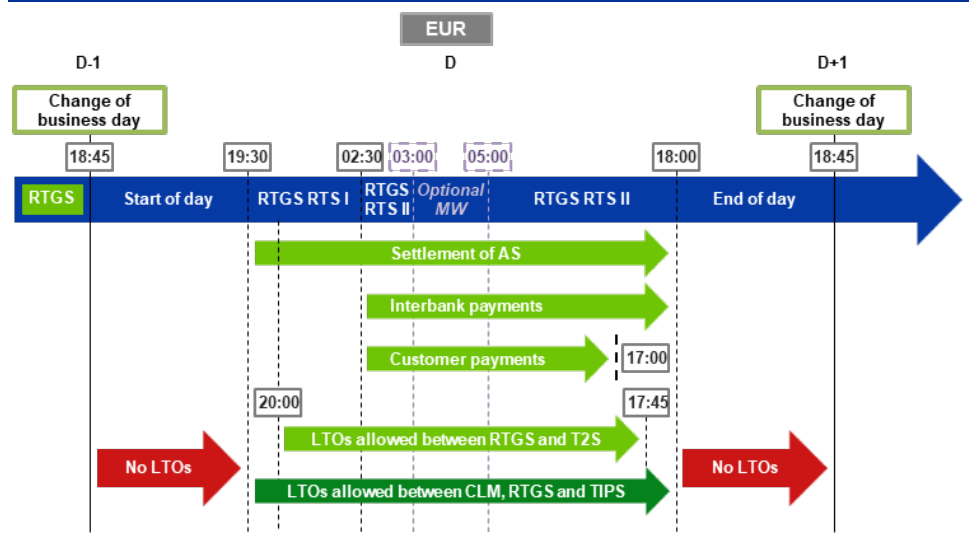 EUR
D-1
D
D+1
Change of
business day
Change of
business day
18:45
19:30
02:30
03:00
05:00
18:00
18:45
RTGS
Start of day
RTGS RTS I
RTGS
RTS II
Optional
MW
RTGS RTS II
End of day
Settlement of AS
Interbank payments
Customer payments
17:00
20:00
17:45
LTOs allowed between RTGS and T2S
No LTOs
No LTOs
LTOs allowed between CLM, RTGS and TIPS